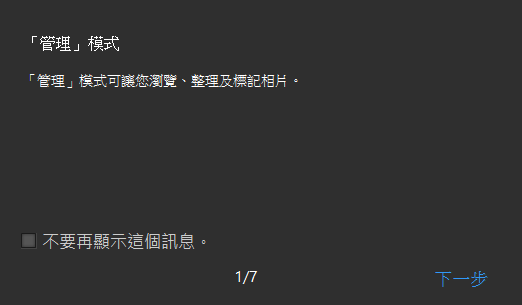 「管理」模式
「管理」模式可讓您瀏覽、整理及標記相片。
不要再顯示這個訊息。
1/7
下一步